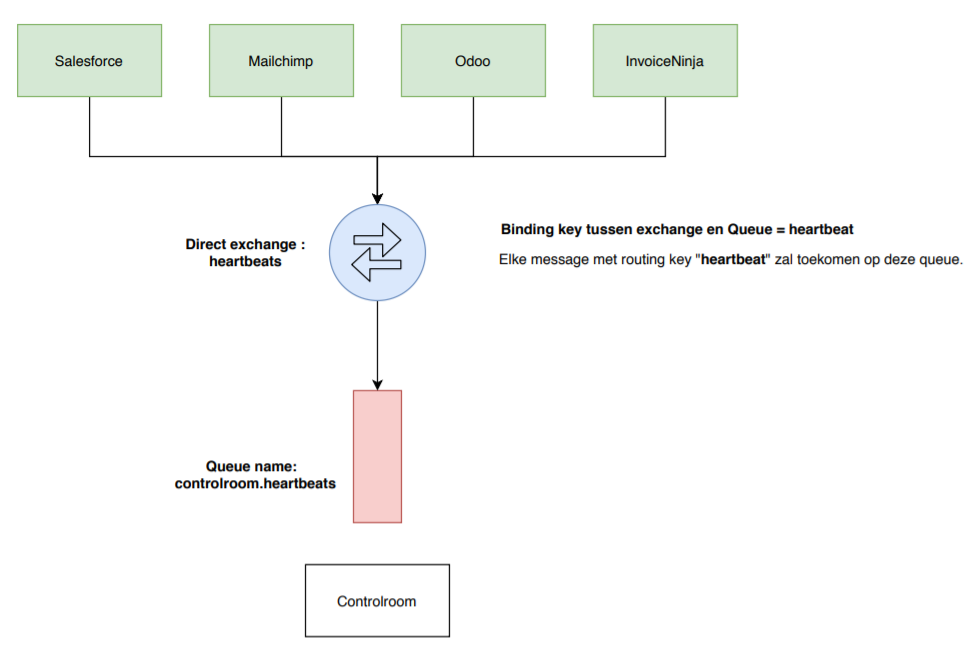 Salesforce
Mailchimp
Odoo
InvoiceNinja
Direct exchange :
heartbeats
Binding key tussen exchange en Queue = heartbeat
Elke message met routing key "heartbeat" zal toekomen op deze queue.
Queue name:
controlroom.heartbeats
Controlroom